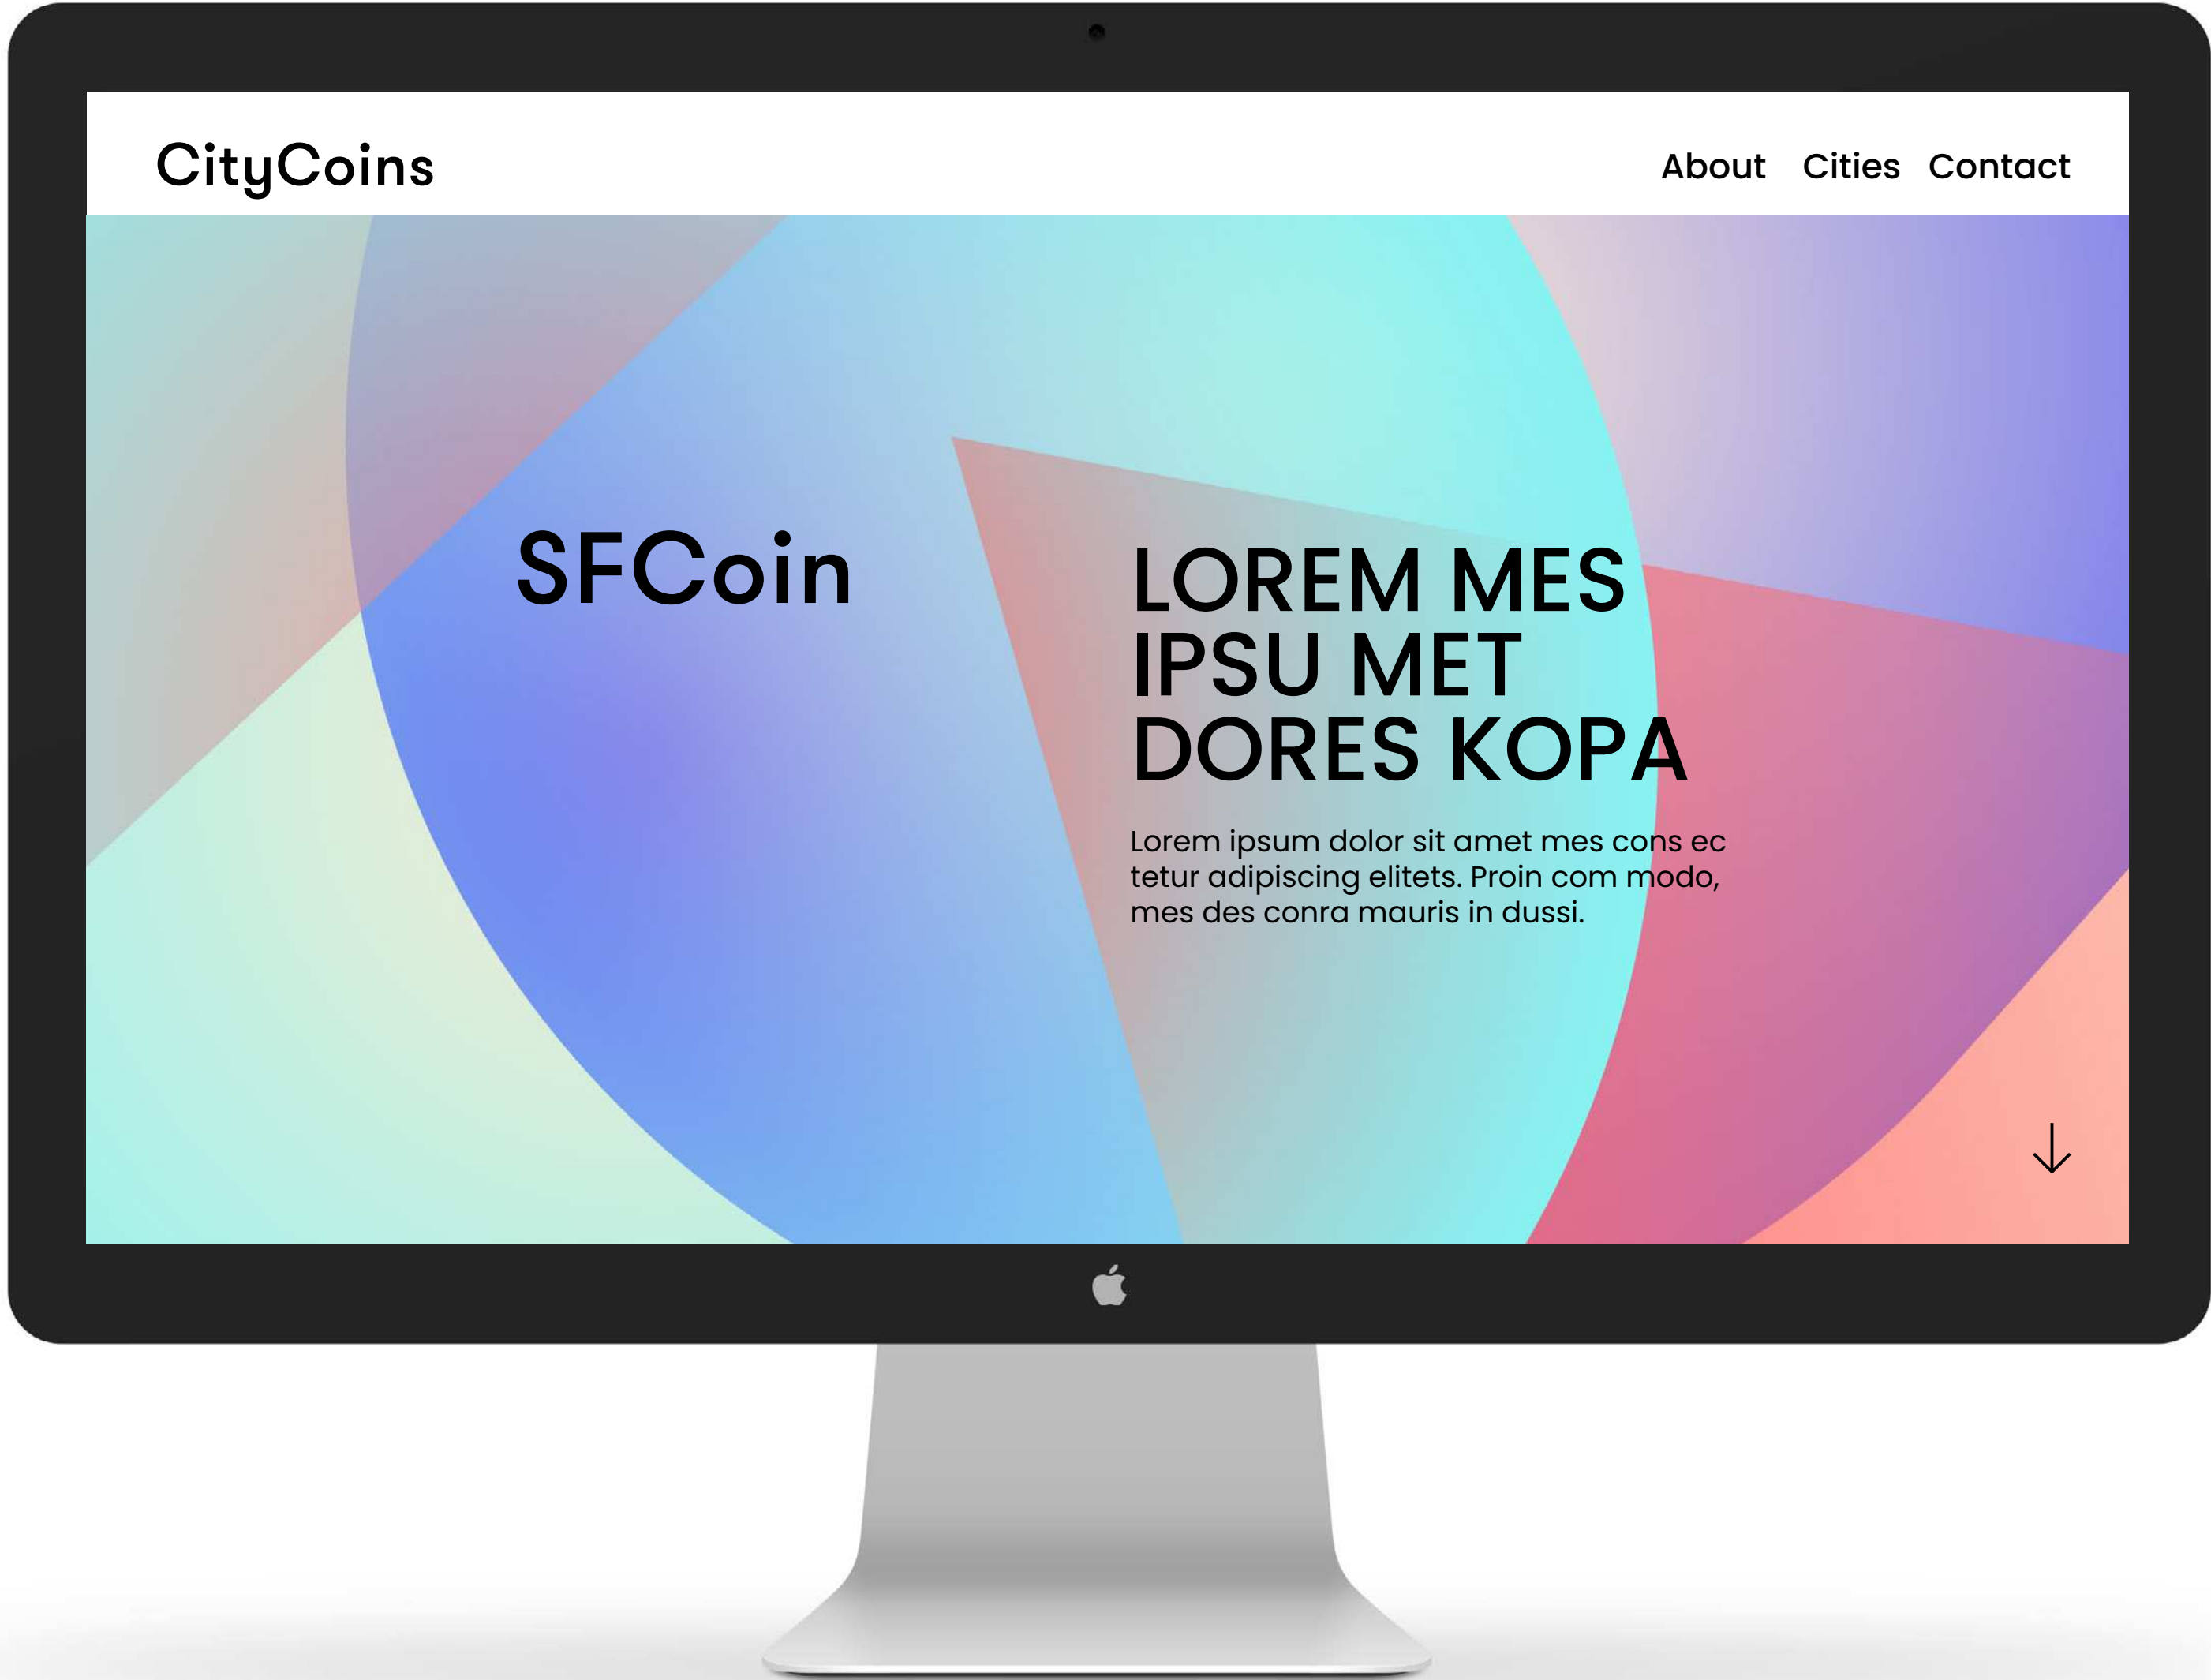 CityCoins
About Cities Contact
SFCoin
LOREM MES
IPSU MET
DORES KOPA
Lorem ipsum dolor sit amet mes cons ec
tetur adipiscing elitets. Proin com modo,
mes des conra mauris in dussi.